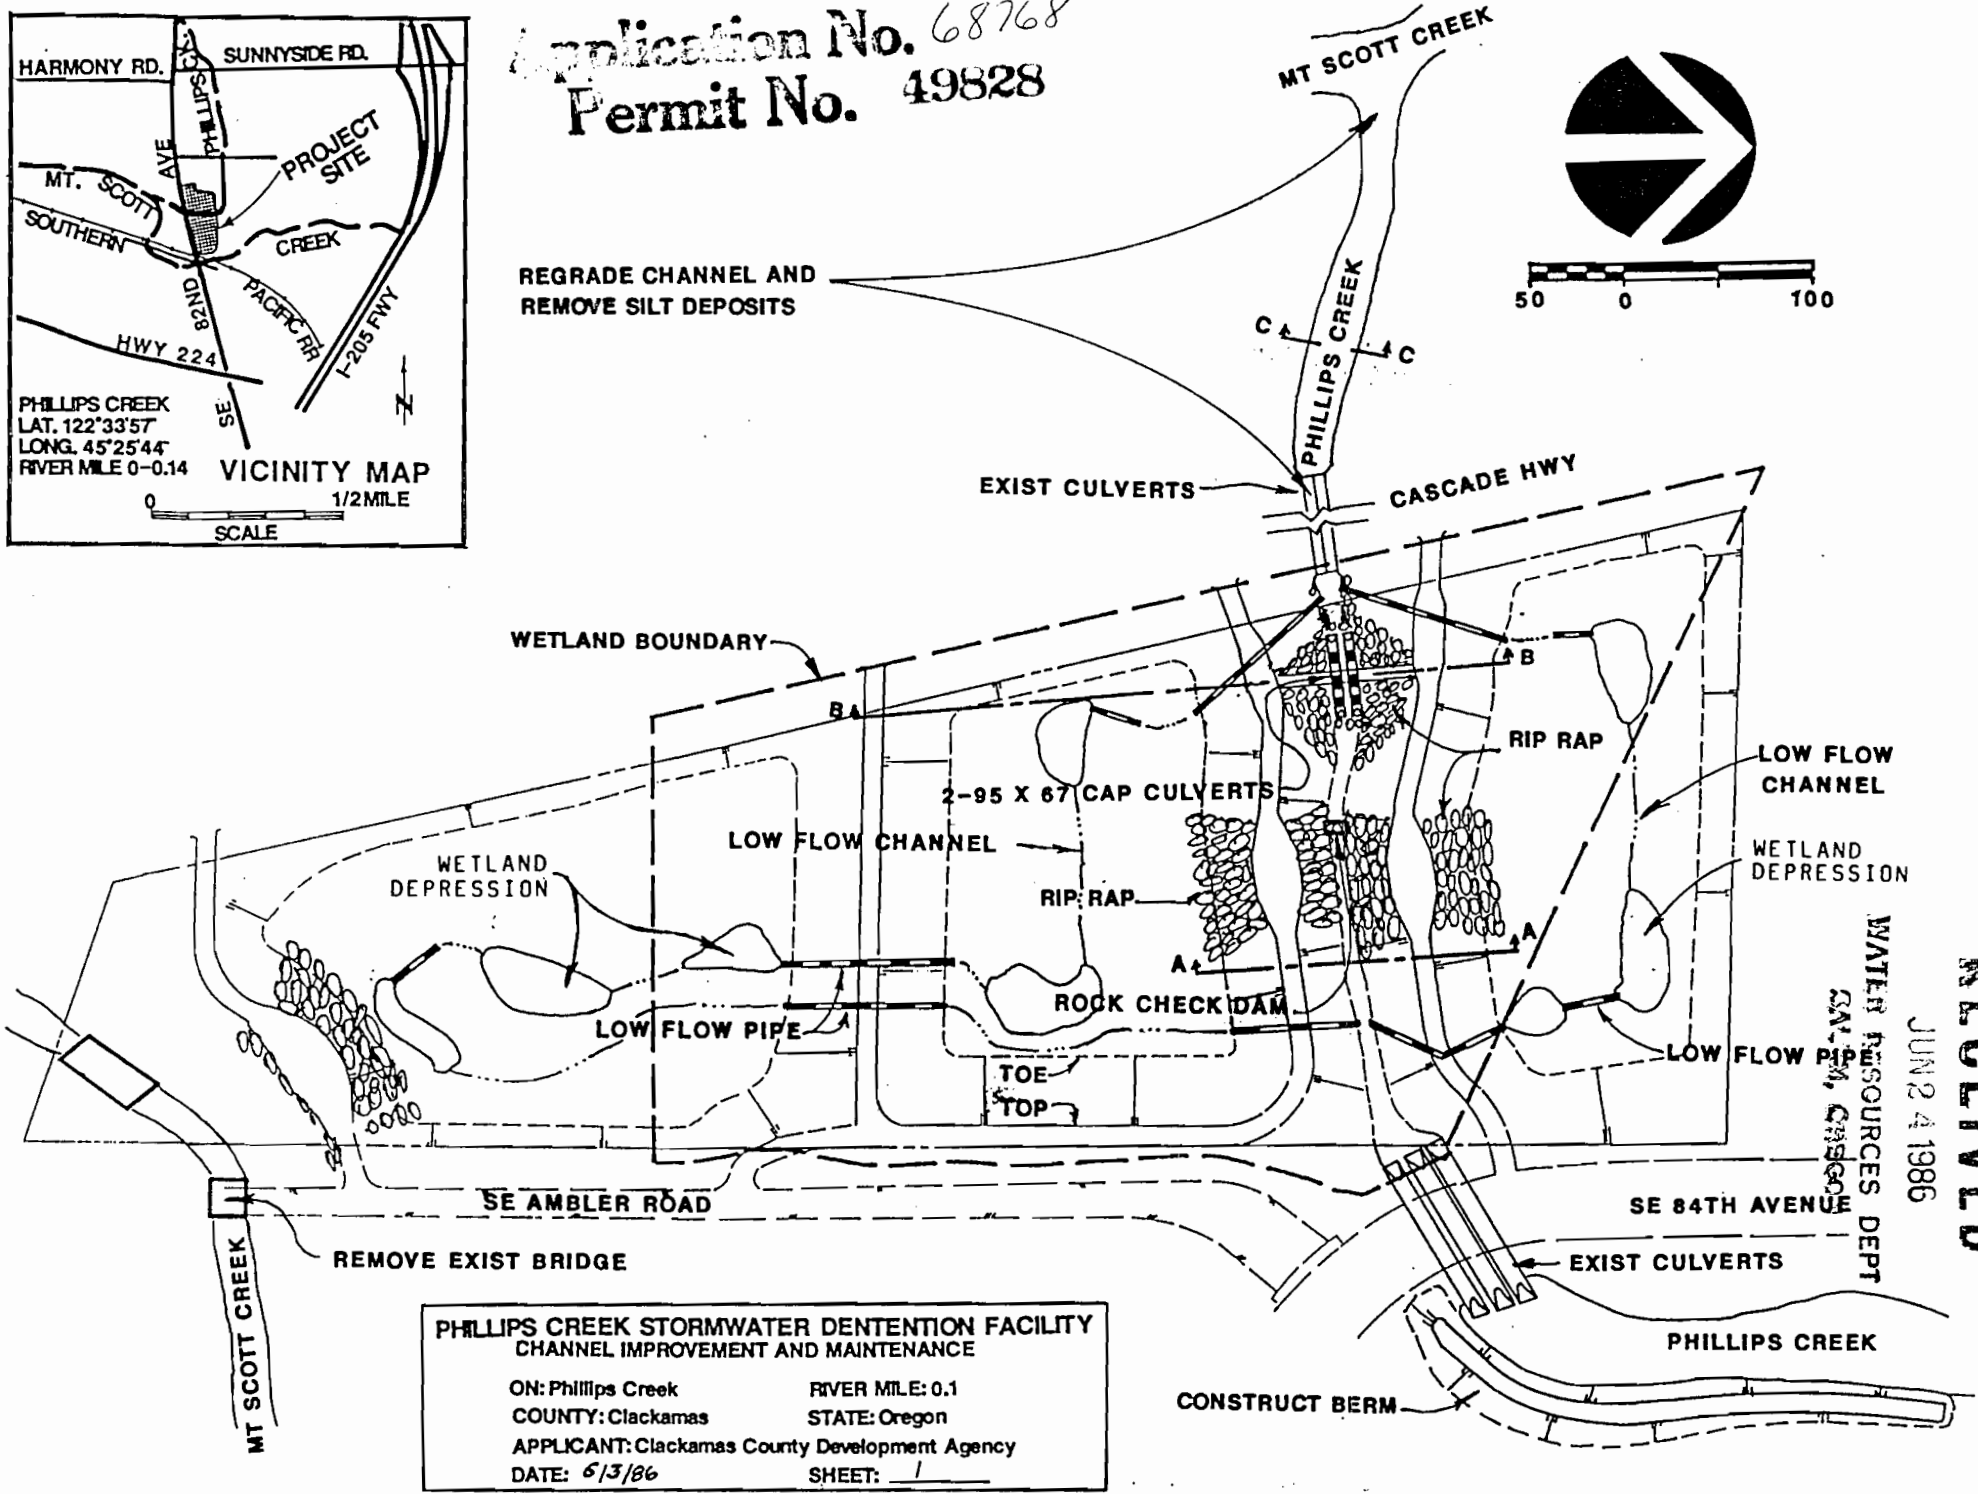 Application No. 68768
Permit No. 49828
HARMONY RD.
SUNNYSIDE RD.
PHILLIPS CK.
AVE
PROJECT
SITE
MT. SCOTT
CREEK
SOUTHERN
PACIFIC RR
82ND
SE
HWY 224
I-205 FWY
N
PHILLIPS CREEK
LAT. 122°33'57"
LONG. 45°25'44"
RIVER MILE 0-0.14
VICINITY MAP
0 1/2 MILE
SCALE
MT SCOTT CREEK
50 0 100
REGRADE CHANNEL AND
REMOVE SILT DEPOSITS
C C
PHILLIPS CREEK
EXIST CULVERTS
CASCADE HWY
WETLAND BOUNDARY
B B
RIP RAP
LOW FLOW
CHANNEL
2-95 X 67 CAP CULVERTS
LOW FLOW CHANNEL
WETLAND
DEPRESSION
WETLAND
DEPRESSION
RIP RAP
A A
ROCK CHECK DAM
LOW FLOW PIPE
LOW FLOW PIPE
TOE
TOP
SE AMBLER ROAD
SE 84TH AVENUE
REMOVE EXIST BRIDGE
EXIST CULVERTS
MT SCOTT CREEK
PHILLIPS CREEK
CONSTRUCT BERM
RECEIVED
JUN 24 1986
WATER RESOURCES DEPT
SALEM, OREGON
PHILLIPS CREEK STORMWATER DENTENTION FACILITY
CHANNEL IMPROVEMENT AND MAINTENANCE
ON: Phillips Creek RIVER MILE: 0.1
COUNTY: Clackamas STATE: Oregon
APPLICANT: Clackamas County Development Agency
DATE: 6/3/86 SHEET: 1